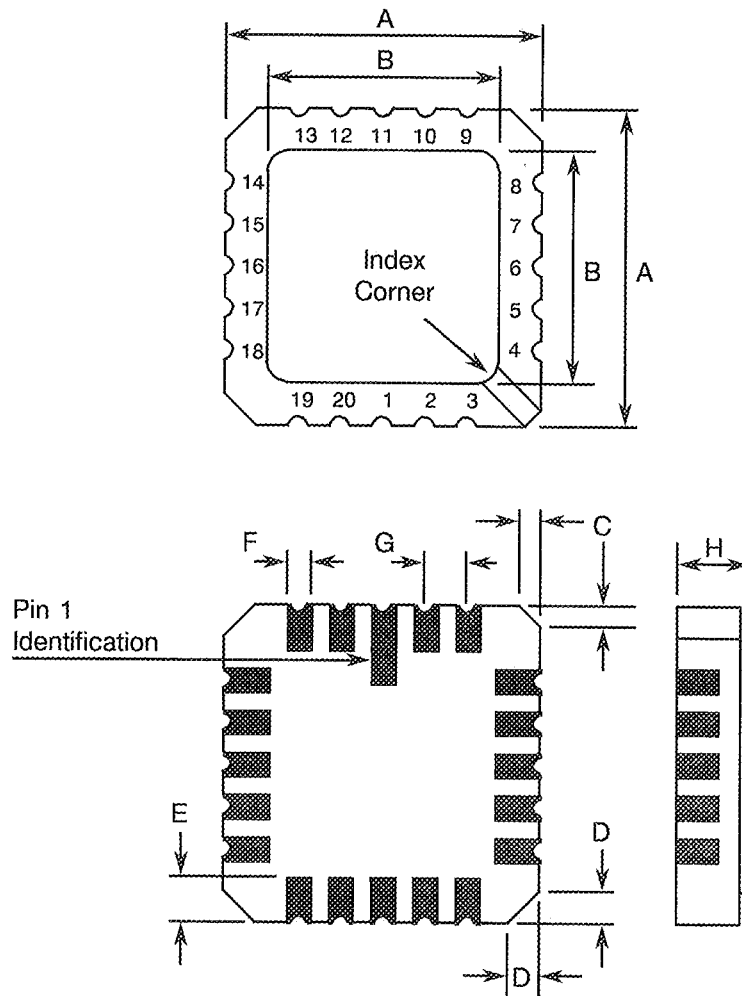 A
B
13 12 11 10 9
14 8
15 7
16 6
17 5
18 4
Index
Corner
B
A
19 20 1 2 3
F
G
C
H
Pin 1
Identification
E
D
D